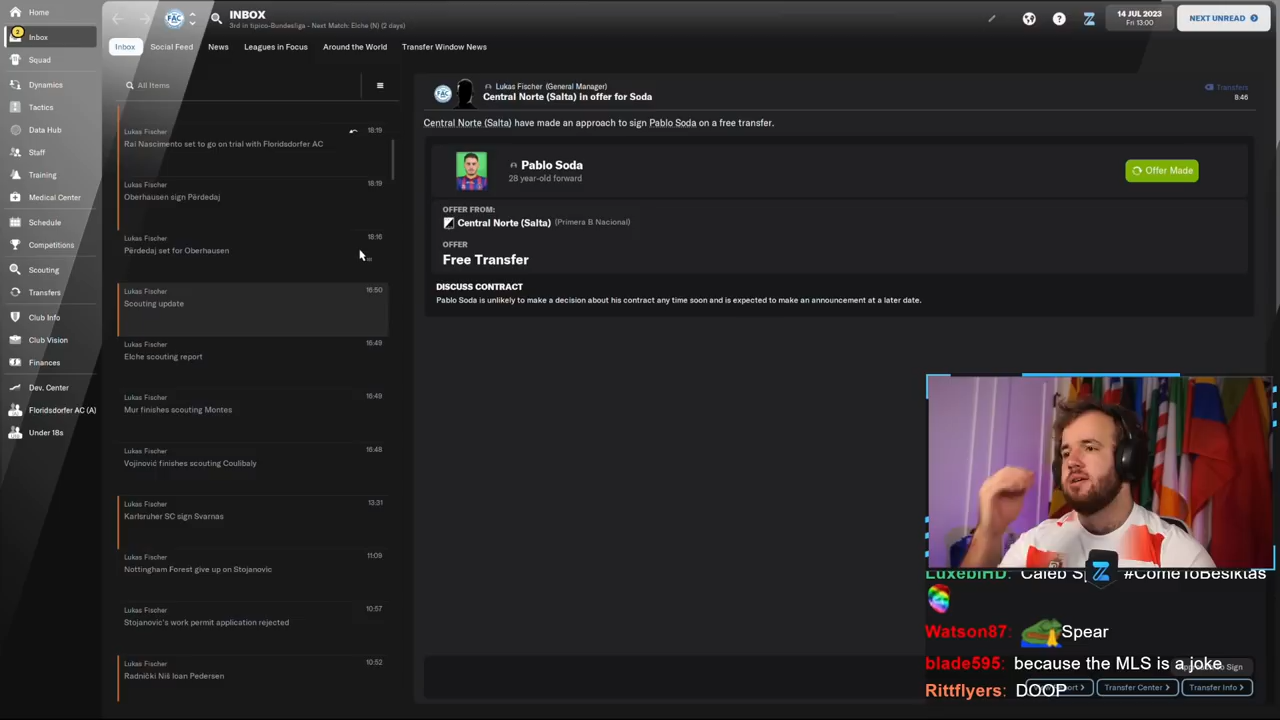 Home
Inbox
2
Squad
Dynamics
Tactics
Data Hub
Staff
Training
Medical Center
Schedule
Competitions
Scouting
Transfers
Club Info
Club Vision
Finances
Dev. Center
Floridsdorfer AC (A)
Under 18s
FAC
INBOX
3rd in tipico-Bundesliga - Next Match: Elche (N) (2 days)
14 JUL 2023
Fri 13:00
NEXT UNREAD
Inbox
Social Feed
News
Leagues in Focus
Around the World
Transfer Window News
All Items
Lukas Fischer
18:19
Raí Nascimento set to go on trial with Floridsdorfer AC
Lukas Fischer
18:19
Oberhausen sign Përdedaj
Lukas Fischer
18:16
Përdedaj set for Oberhausen
Lukas Fischer
16:50
Scouting update
Lukas Fischer
16:49
Elche scouting report
Lukas Fischer
16:49
Mur finishes scouting Montes
Lukas Fischer
16:48
Vojinović finishes scouting Coulibaly
Lukas Fischer
13:31
Karlsruher SC sign Svarnas
Lukas Fischer
11:09
Nottingham Forest give up on Stojanovic
Lukas Fischer
10:57
Stojanovic's work permit application rejected
Lukas Fischer
10:52
Radnički Niš loan Pedersen
FAC
Lukas Fischer (General Manager)
Central Norte (Salta) in offer for Soda
Transfers
8:46
Central Norte (Salta) have made an approach to sign Pablo Soda on a free transfer.
Pablo Soda
28 year-old forward
Offer Made
OFFER FROM:
Central Norte (Salta) (Primera B Nacional)
OFFER
Free Transfer
DISCUSS CONTRACT
Pablo Soda is unlikely to make a decision about his contract any time soon and is expected to make an announcement at a later date.
LuxebiHD: Caleb #ComeToBesiktas
Watson87: Spear
blade595: because the MLS is a joke
Rittflyers: DOOP
Sign
Transfer Center
Transfer Info